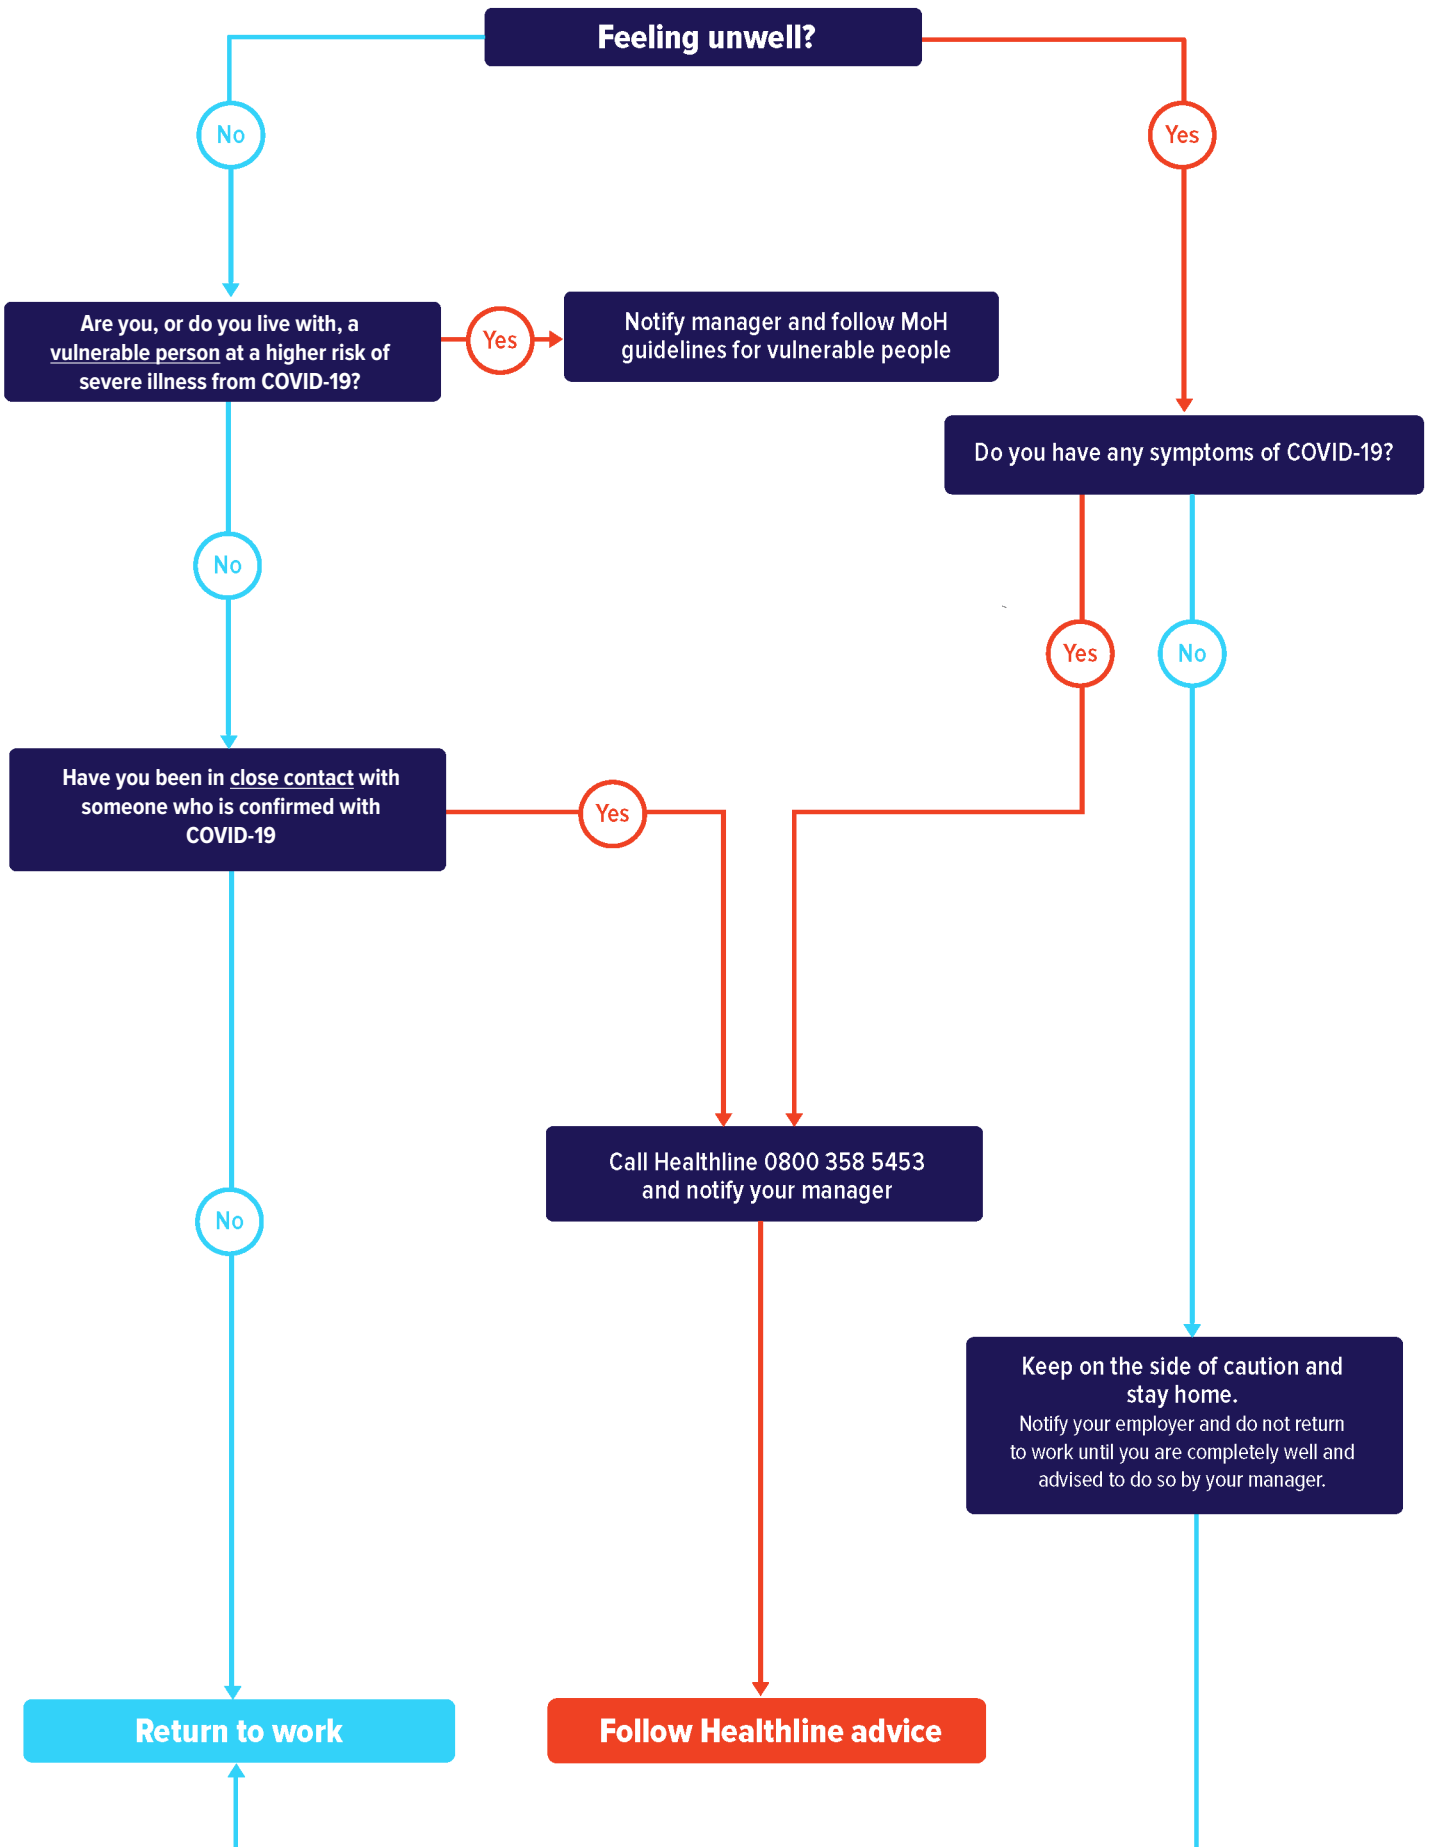 Feeling unwell?
No
Yes
Are you, or do you live with, a
vulnerable person at a higher risk of
severe illness from COVID-19?
Yes
Notify manager and follow MoH
guidelines for vulnerable people
Do you have any symptoms of COVID-19?
No
Yes
No
Have you been in close contact with
someone who is confirmed with
COVID-19
Yes
Call Healthline 0800 358 5453
and notify your manager
No
Keep on the side of caution and
stay home.
Notify your employer and do not return
to work until you are completely well and
advised to do so by your manager.
Return to work
Follow Healthline advice